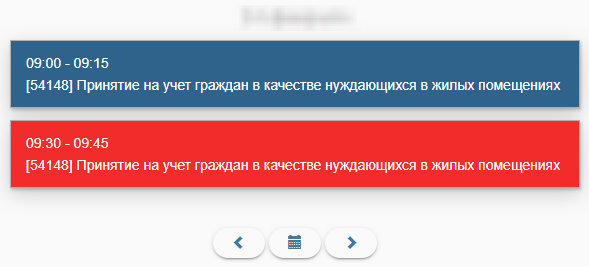 09:00 - 09:15
[54148] Принятие на учет граждан в качестве нуждающихся в жилых помещениях
09:30 - 09:45
[54148] Принятие на учет граждан в качестве нуждающихся в жилых помещениях